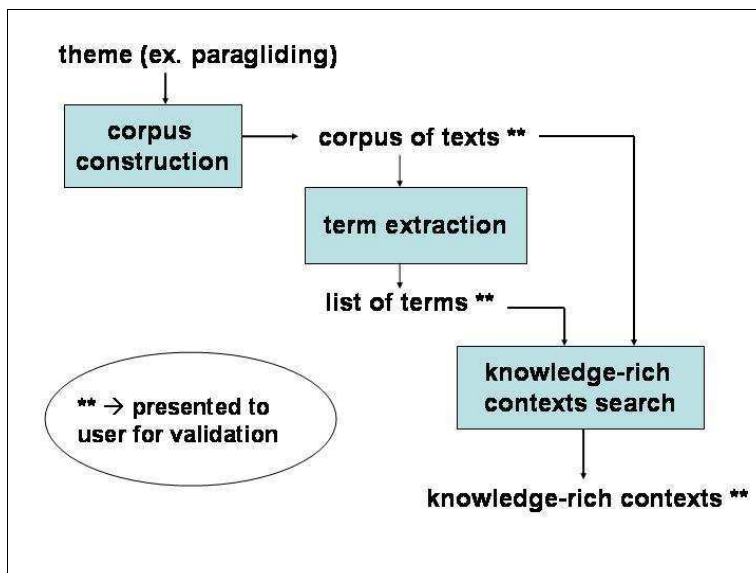 theme (ex. paragliding)
corpus
construction
corpus of texts **
term extraction
list of terms **
knowledge-rich
contexts search
** → presented to
user for validation
knowledge-rich contexts **